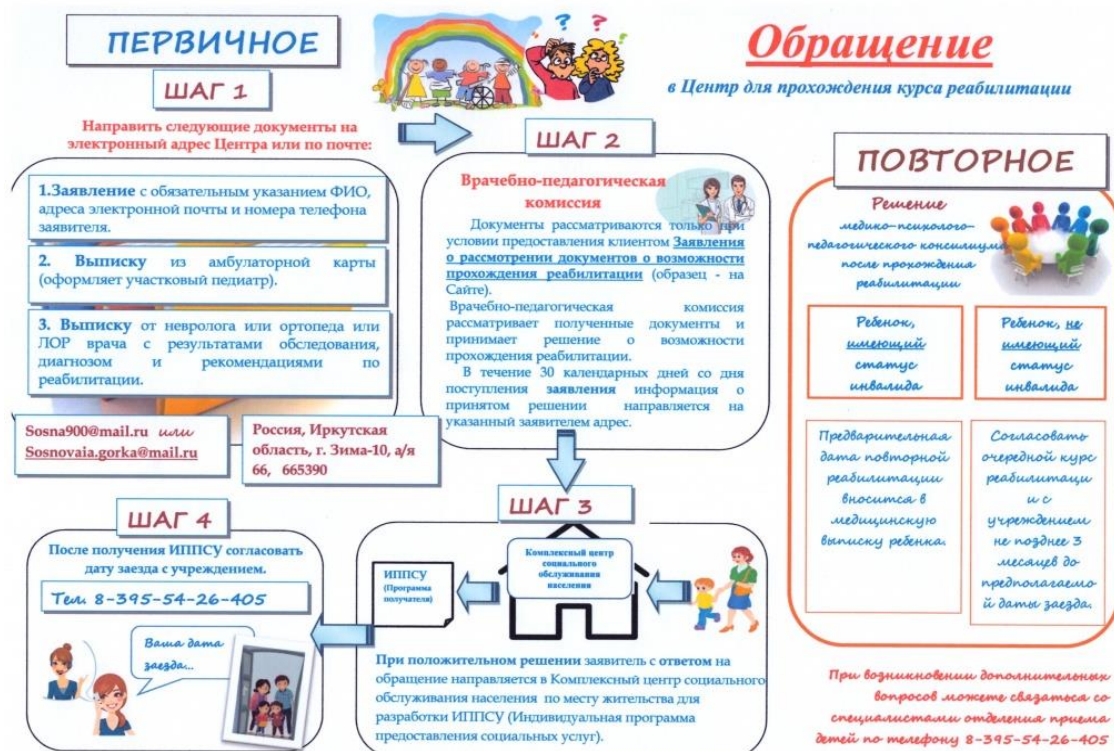 ПЕРВИЧНОЕ
Обращение
в Центр для прохождения курса реабилитации
ШАГ 1
Направить следующие документы на
электронный адрес Центра или по почте:
1.Заявление с обязательным указанием ФИО,
адреса электронной почты и номера телефона
заявителя.
2. Выписку из амбулаторной карты
(оформляет участковый педиатр).
3. Выписку от невролога или ортопеда или
ЛОР врача с результатами обследования,
диагнозом и рекомендациями по
реабилитации.
Sosna900@mail.ru или
Sosnovaia.gorka@mail.ru
Россия, Иркутская
область, г. Зима-10, а/я
66, 665390
ШАГ 2
Врачебно-педагогическая
комиссия
Документы рассматриваются только при
условии предоставления клиентом Заявления
о рассмотрении документов о возможности
прохождения реабилитации (образец - на
Сайте).
Врачебно-педагогическая комиссия
рассматривает полученные документы и
принимает решение о возможности
прохождения реабилитации.
В течение 30 календарных дней со дня
поступления заявления информация о
принятом решении направляется на
указанный заявителем адрес.
ШАГ 3
Комплексный центр
социального
обслуживания
населения
ИППСУ
(Программа
получателя)
При положительном решении заявитель с ответом на
обращение направляется в Комплексный центр социального
обслуживания населения по месту жительства для
разработки ИППСУ (Индивидуальная программа
предоставления социальных услуг).
ШАГ 4
После получения ИППСУ согласовать
дату заезда с учреждением.
Тел. 8-395-54-26-405
Ваша дата
заезда...
ПОВТОРНОЕ
Решение
медико-психолого-
педагогического консилиума
после прохождения
реабилитации
Ребенок,
имеющий
статус
инвалида
Ребенок, не
имеющий
статус
инвалида
Предварительная
дата повторной
реабилитации
вносится в
медицинскую
выписку ребенка.
Согласовать
очередной курс
реабилитаци
и с
учреждением
не позднее 3
месяцев до
предполагаемо
й даты заезда.
При возникновении дополнительных
вопросов можете связаться со
специалистами отделения приема
детей по телефону 8-395-54-26-405